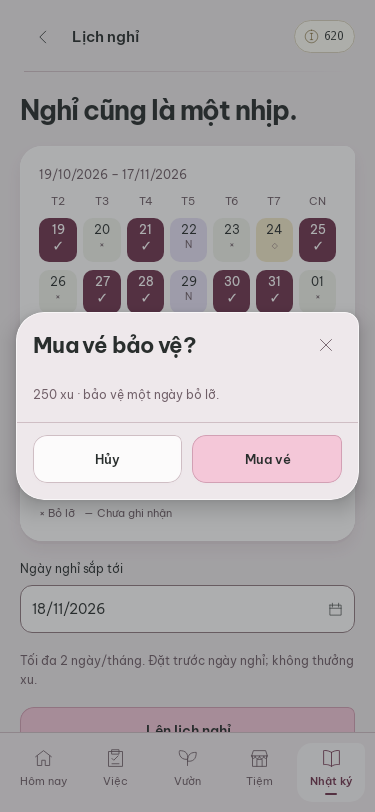 Lịch nghỉ
620
Nghỉ cũng là một nhịp.
19/10/2026 – 17/11/2026
T2 T3 T4 T5 T6 T7 CN
19 20 21 22 23 24 25
✓ × ✓ N × ◇ ✓
26 27 28 29 30 31 01
× ✓ ✓ N ✓ ✓ ×
Mua vé bảo vệ?
250 xu · bảo vệ một ngày bỏ lỡ.
Hủy Mua vé
× Bỏ lỡ — Chưa ghi nhận
Ngày nghỉ sắp tới
18/11/2026
Tối đa 2 ngày/tháng. Đặt trước ngày nghỉ; không thưởng
xu.
Lên lịch nghỉ
Hôm nay Việc Vườn Tiệm Nhật ký